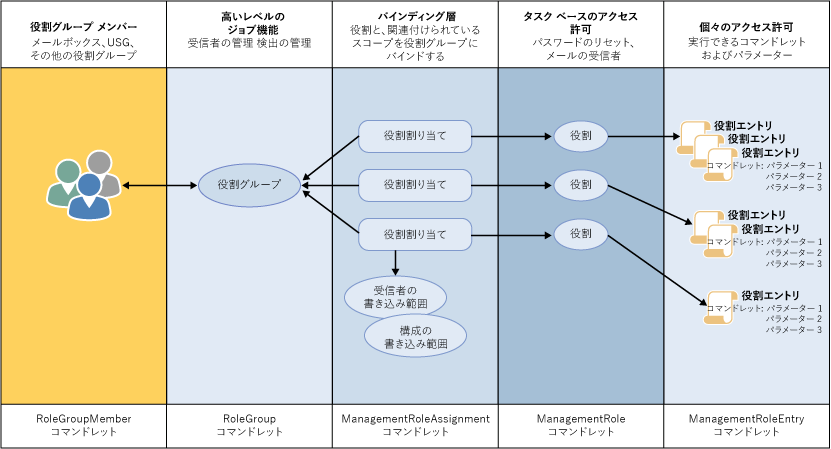 役割グループ メンバー
メールボックス、USG、
その他の役割グループ
高いレベルの
ジョブ機能
受信者の管理 検出の管理
バインディング層
役割と、関連付けられている
スコープを役割グループに
バインドする
タスク ベースのアクセス
許可
パスワードのリセット、
メールの受信者
個々のアクセス許可
実行できるコマンドレット
およびパラメーター
役割グループ
役割割り当て
役割割り当て
役割割り当て
受信者の
書き込み範囲
構成の
書き込み範囲
役割
役割
役割
役割エントリ
役割エントリ
役割エントリ
コマンドレット: パラメーター 1
パラメーター 2
パラメーター 3
役割エントリ
役割エントリ
コマンドレット: パラメーター 1
パラメーター 2
パラメーター 3
役割エントリ
コマンドレット: パラメーター 1
パラメーター 2
パラメーター 3
RoleGroupMember
コマンドレット
RoleGroup
コマンドレット
ManagementRoleAssignment
コマンドレット
ManagementRole
コマンドレット
ManagementRoleEntry
コマンドレット